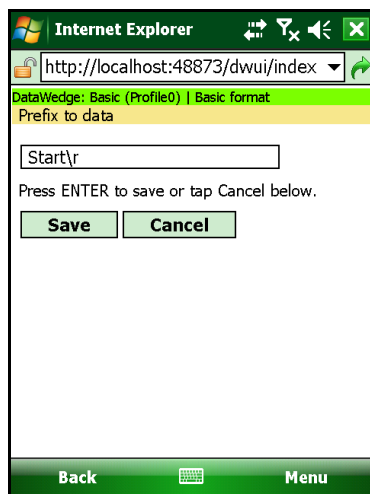 Internet Explorer
http://localhost:48873/dwui/index
DataWedge: Basic (Profile0) | Basic format
Prefix to data
Start\r
Press ENTER to save or tap Cancel below.
Save Cancel
Back Menu